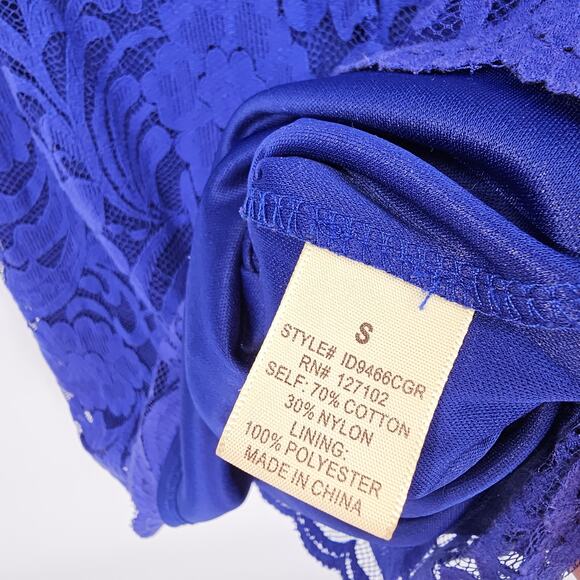 S
STYLE# ID9466CGR
RN# 127102
SELF: 70% COTTON
30% NYLON
LINING:
100% POLYESTER
MADE IN CHINA